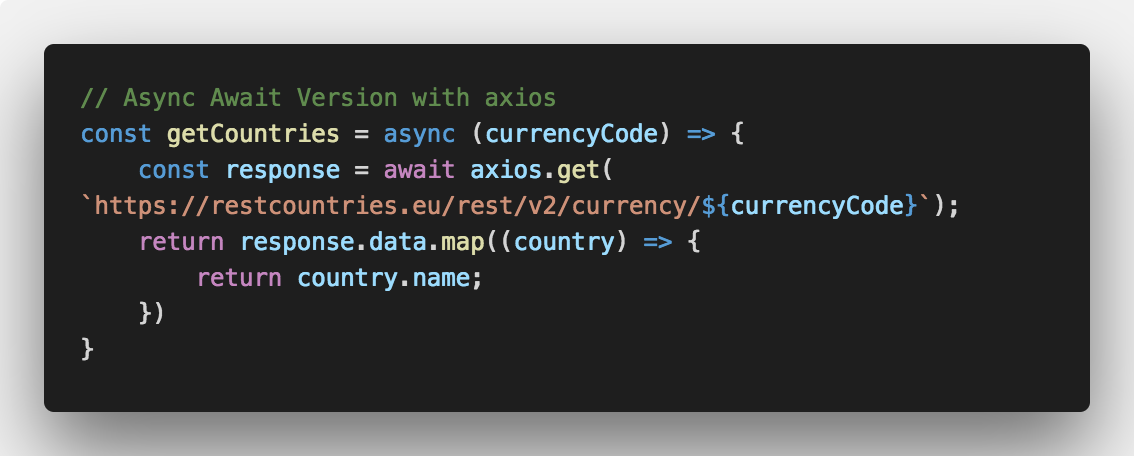 // Async Await Version with axios
const getCountries = async (currencyCode) => {
    const response = await axios.get(
`https://restcountries.eu/rest/v2/currency/${currencyCode}`);
    return response.data.map((country) => {
        return country.name;
    })
}